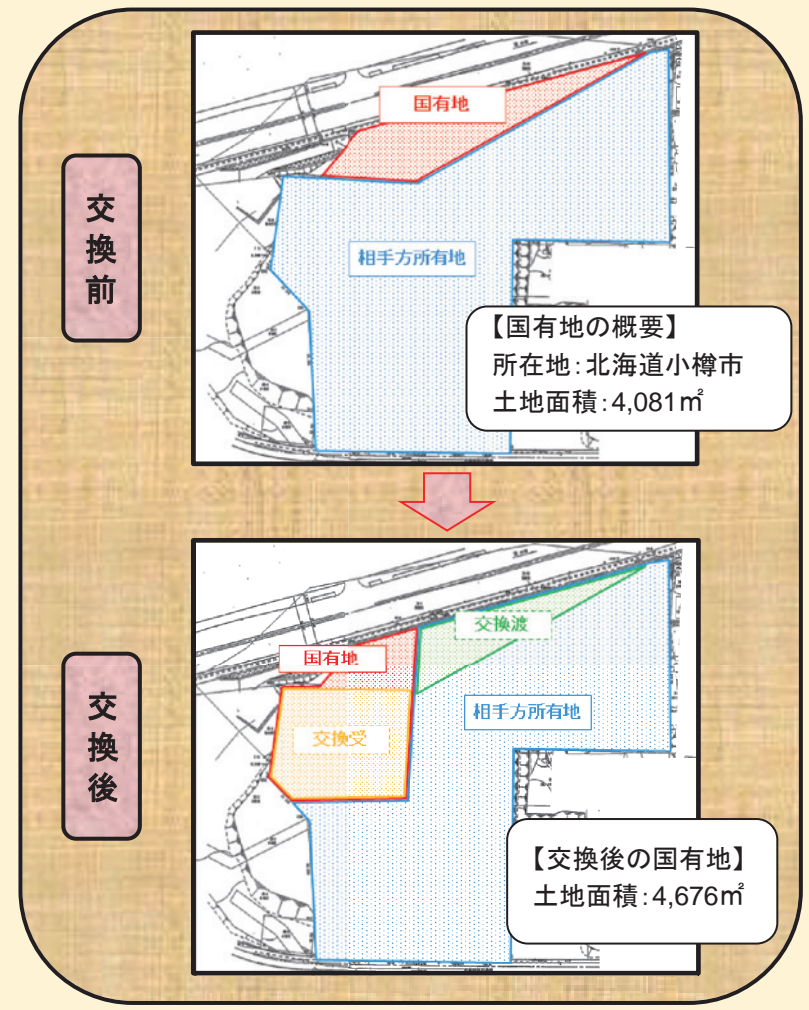 交換前
国有地
相手方所有地
【国有地の概要】
所在地：北海道小樽市
土地面積：4,081㎡
交換後
交換渡
国有地
相手方所有地
交換受
【交換後の国有地】
土地面積：4,676㎡